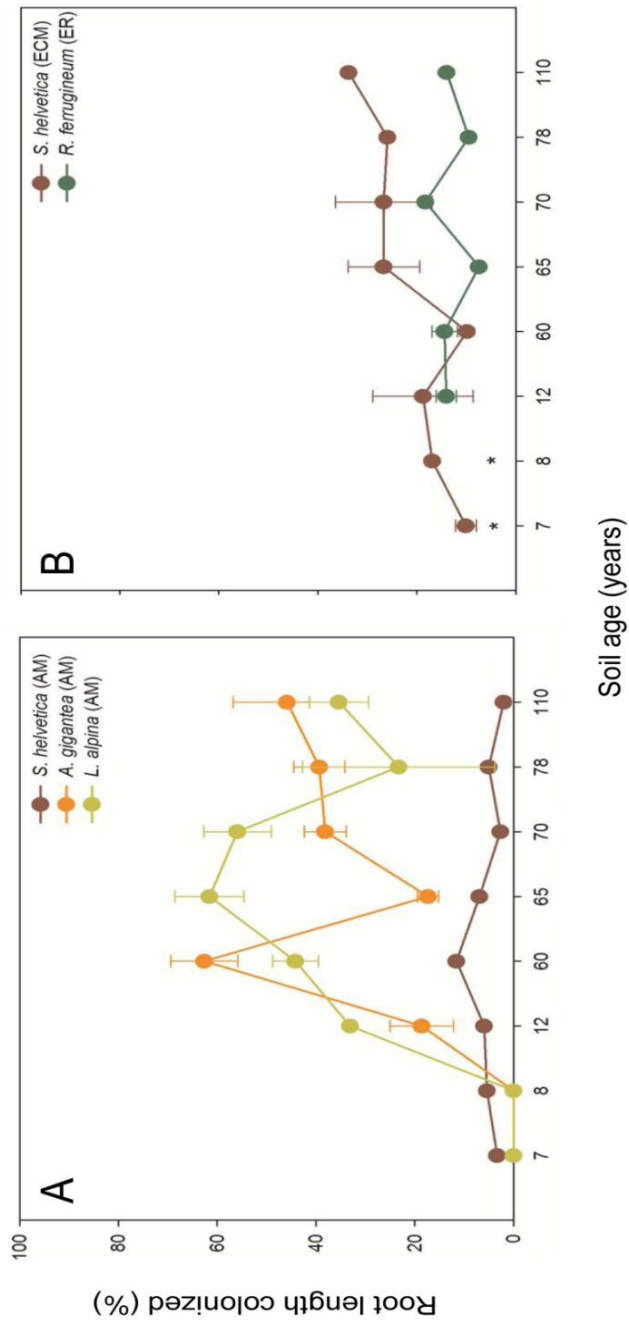 A
S. helvetica (AM)
A. gigantea (AM)
L. alpina (AM)
100
80
60
40
20
0
7 8 12 60 65 70 78 110
Root length colonized (%)
B
S. helvetica (ECM)
R. ferrugineum (ER)
* *
7 8 12 60 65 70 78 110
Soil age (years)